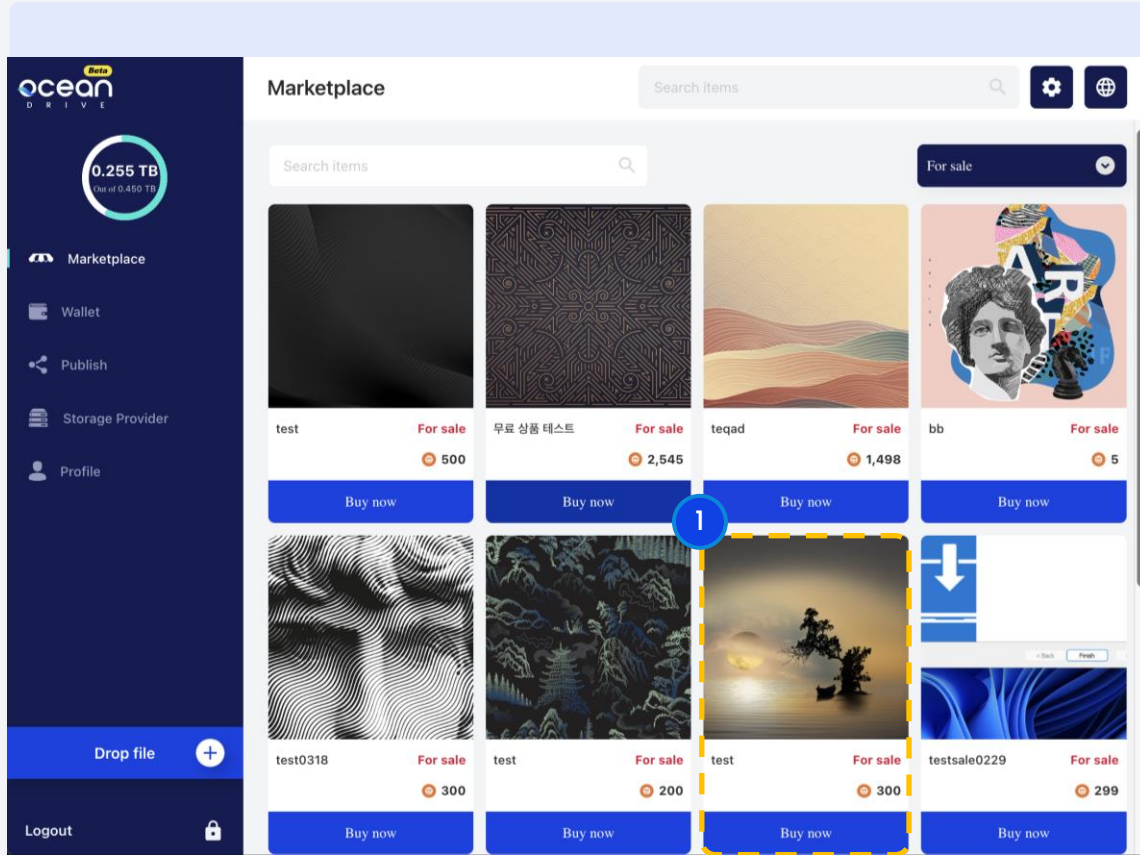 Beta
ocean
DRIVE
Marketplace
Search items
0.255 TB
Out of 0.450 TB
Search items
For sale
Marketplace
Wallet
Publish
Storage Provider
Profile
Drop file
Logout
test For sale
500
Buy now
무료 상품 테스트 For sale
2,545
Buy now
teqad For sale
1,498
Buy now
bb For sale
5
Buy now
1
test0318 For sale
300
Buy now
test For sale
200
Buy now
test For sale
300
Buy now
< Back Finish
testsale0229 For sale
299
Buy now